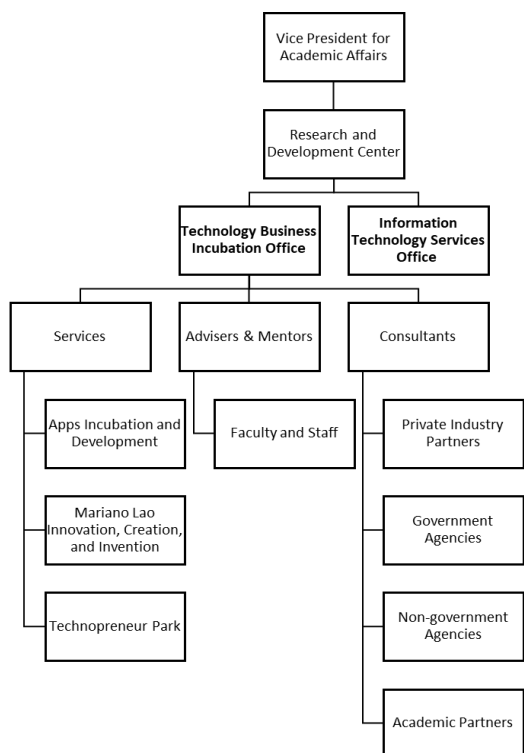 Vice President for
Academic Affairs
Research and
Development Center
Technology Business
Incubation Office
Information
Technology Services
Office
Services
Advisers & Mentors
Consultants
Apps Incubation and
Development
Mariano Lao
Innovation, Creation,
and Invention
Technopreneur Park
Faculty and Staff
Private Industry
Partners
Government
Agencies
Non-government
Agencies
Academic Partners